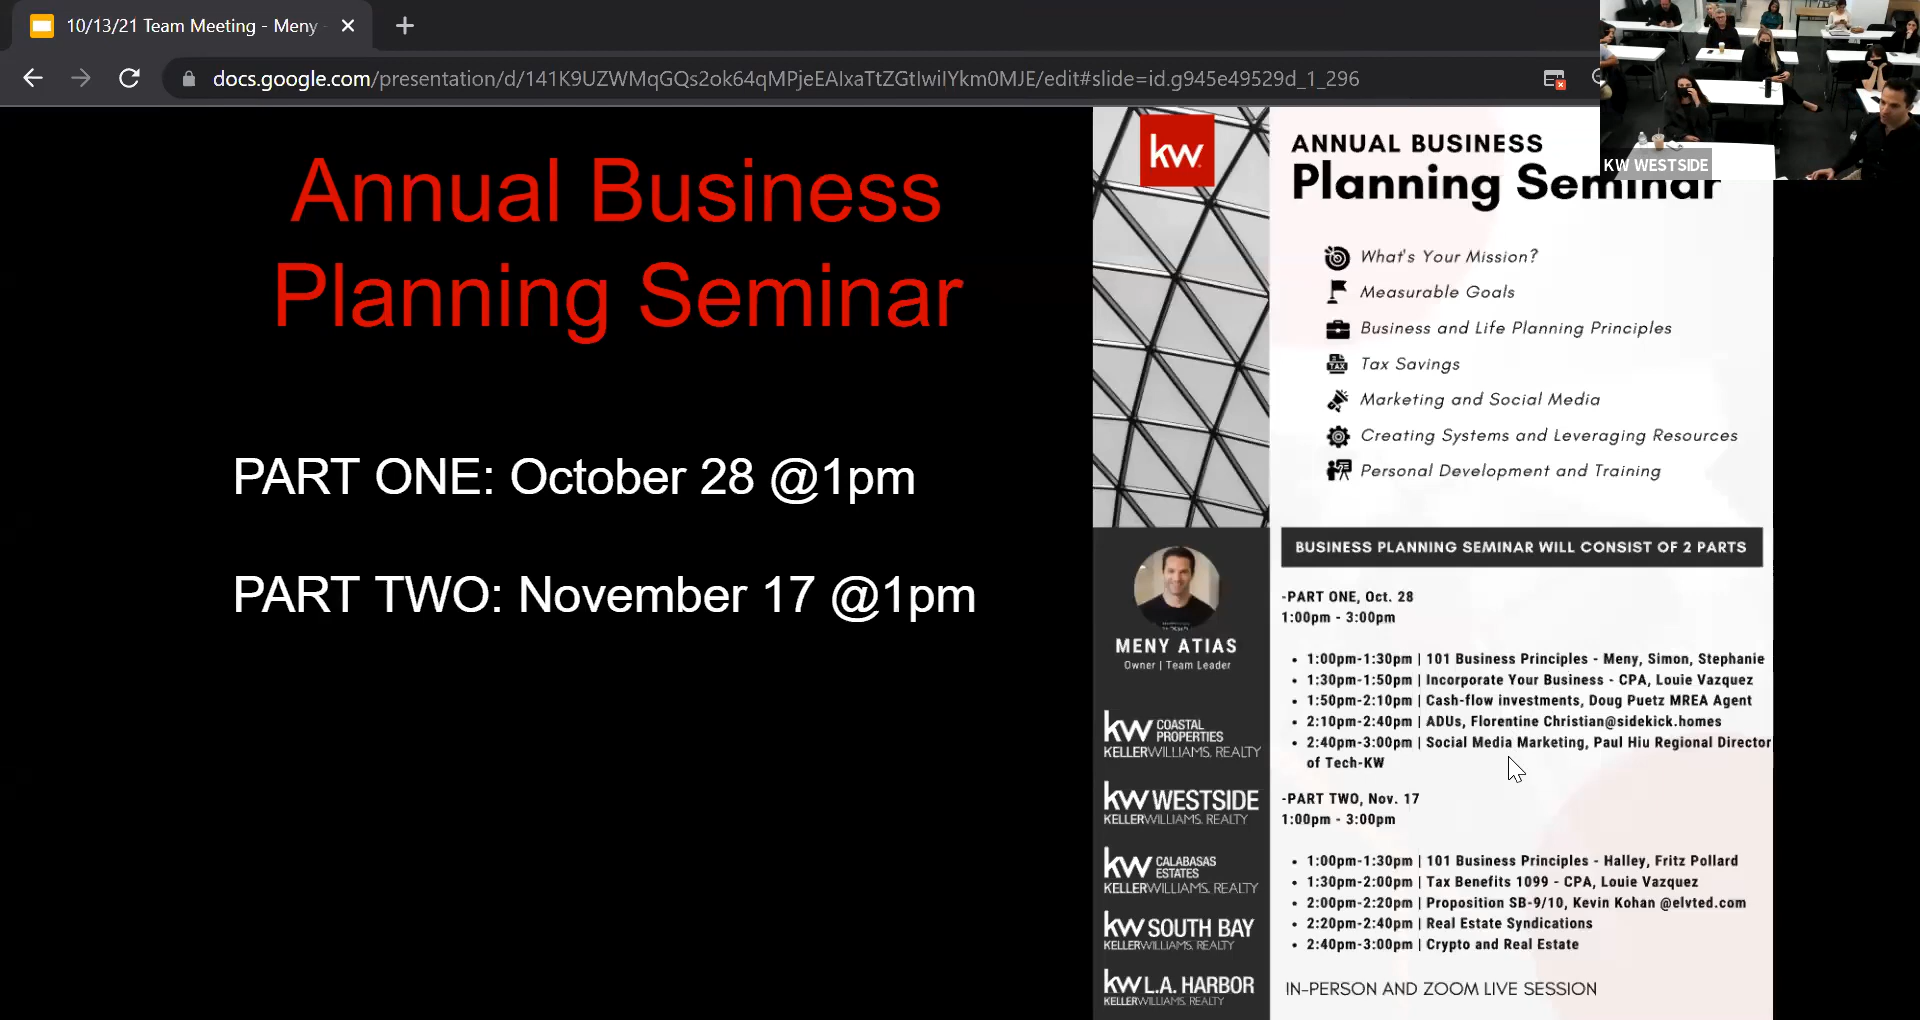 10/13/21 Team Meeting - Meny
docs.google.com/presentation/d/141K9UZWMqGQs2ok64qMPjeEAIxaTtZGtIwiIYkm0MJE/edit#slide=id.g945e49529d_1_296
KW WESTSIDE
Annual Business
Planning Seminar
PART ONE: October 28 @1pm
PART TWO: November 17 @1pm
kw.
ANNUAL BUSINESS
Planning Seminar
What's Your Mission?
Measurable Goals
Business and Life Planning Principles
TAX
Tax Savings
Marketing and Social Media
Creating Systems and Leveraging Resources
Personal Development and Training
BUSINESS PLANNING SEMINAR WILL CONSIST OF 2 PARTS
MENY ATIAS
Owner | Team Leader
kw COASTAL
PROPERTIES
KELLERWILLIAMS. REALTY
kw WESTSIDE
KELLERWILLIAMS. REALTY
kw CALABASAS
ESTATES
KELLERWILLIAMS. REALTY
kw SOUTH BAY
KELLERWILLIAMS. REALTY
kw L.A. HARBOR
KELLERWILLIAMS. REALTY
-PART ONE, Oct. 28
1:00pm - 3:00pm
• 1:00pm-1:30pm | 101 Business Principles - Meny, Simon, Stephanie
• 1:30pm-1:50pm | Incorporate Your Business - CPA, Louie Vazquez
• 1:50pm-2:10pm | Cash-flow investments, Doug Puetz MREA Agent
• 2:10pm-2:40pm | ADUs, Florentine Christian@sidekick.homes
• 2:40pm-3:00pm | Social Media Marketing, Paul Hiu Regional Director
of Tech-KW
-PART TWO, Nov. 17
1:00pm - 3:00pm
• 1:00pm-1:30pm | 101 Business Principles - Halley, Fritz Pollard
• 1:30pm-2:00pm | Tax Benefits 1099 - CPA, Louie Vazquez
• 2:00pm-2:20pm | Proposition SB-9/10, Kevin Kohan @elvted.com
• 2:20pm-2:40pm | Real Estate Syndications
• 2:40pm-3:00pm | Crypto and Real Estate
IN-PERSON AND ZOOM LIVE SESSION